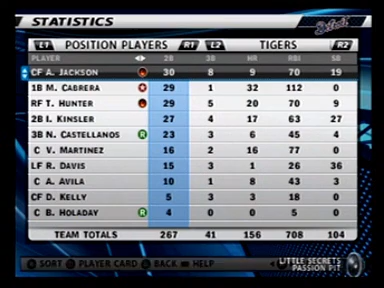 STATISTICS
Detroit
L1 POSITION PLAYERS R1 L2 TIGERS R2
PLAYER 2B 3B HR RBI SB
CF A. JACKSON 30 8 9 70 19
1B M. CABRERA 29 1 32 112 0
RF T. HUNTER 29 5 20 70 9
2B I. KINSLER 27 4 17 63 27
3B N. CASTELLANOS R 23 3 6 45 4
C V. MARTINEZ 16 2 16 77 0
LF R. DAVIS 15 3 1 26 36
C A. AVILA 10 1 8 43 3
CF D. KELLY 5 3 3 18 0
C B. HOLADAY R 4 0 0 5 0
TEAM TOTALS 267 41 156 708 104
SORT PLAYER CARD BACK HELP
LITTLE SECRETS
PASSION PIT